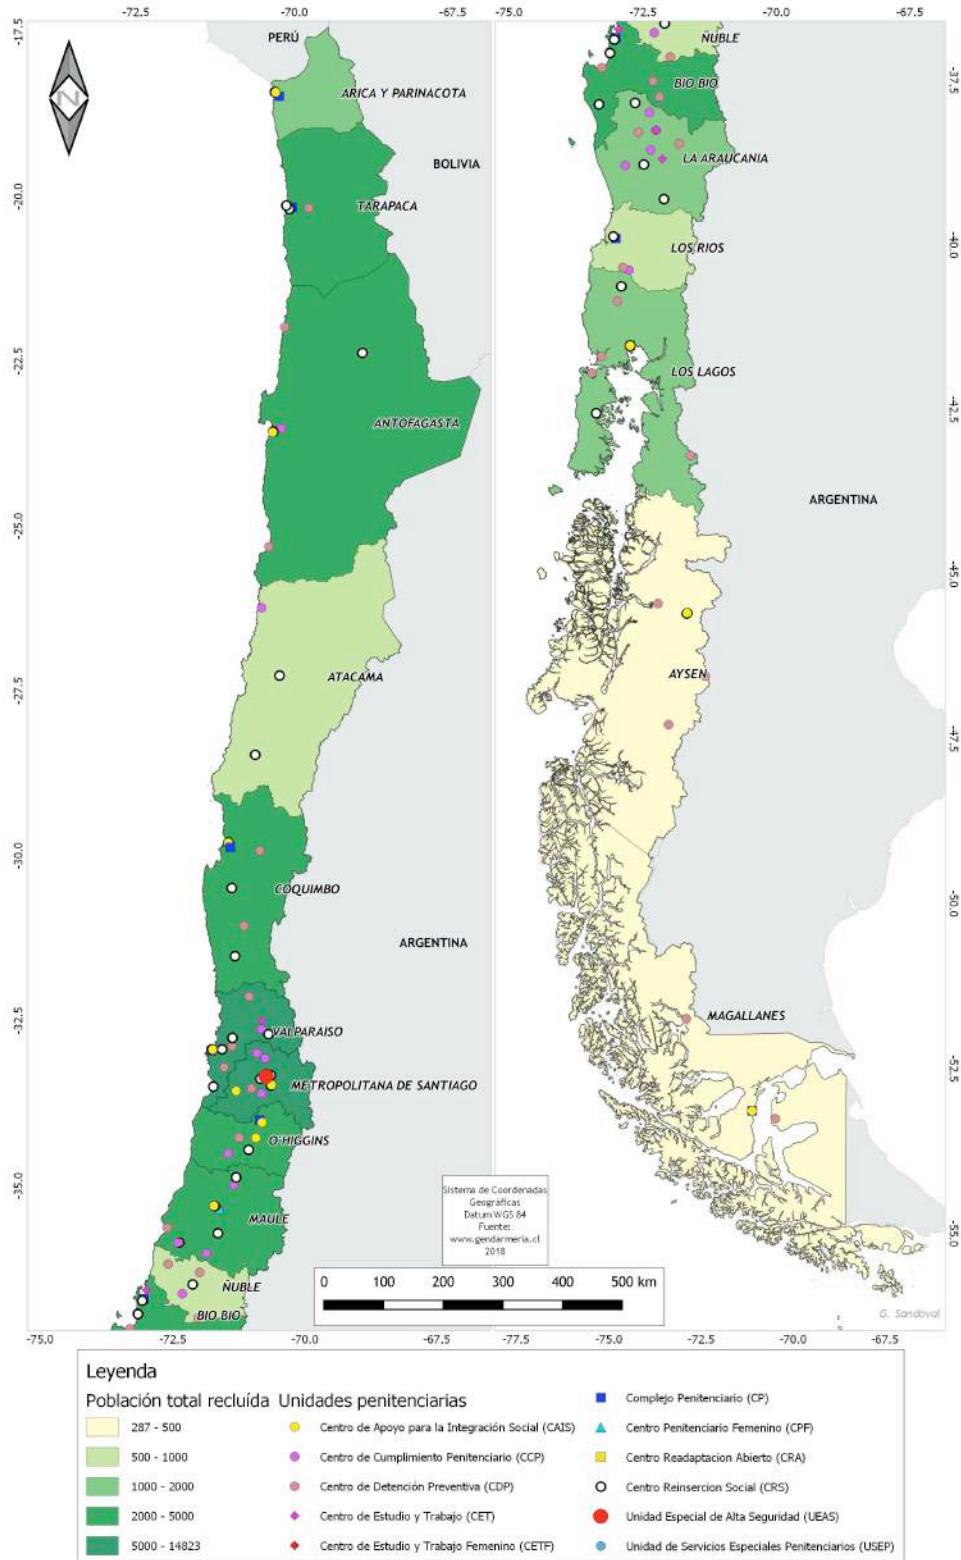 -72.5 -70.0 -67.5 -72.5 -70.0 -67.5
-17.5
PERÚ
N
ARICA Y PARINACOTA
BOLIVIA
-20.0
TARAPACA
-22.5
ANTOFAGASTA
-25.0
ATACAMA
-27.5
-30.0
COQUIMBO
ARGENTINA
-32.5
VALPARAISO
METROPOLITANA DE SANTIAGO
O'HIGGINS
-35.0
MAULE
ÑUBLE
BIO BIO
ÑUBLE
-37.5
BIO BIO
LA ARAUCANIA
-40.0
LOS RIOS
LOS LAGOS
-42.5
ARGENTINA
-45.0
AYSEN
-47.5
-50.0
MAGALLANES
-52.5
-55.0
Sistema de Coordenadas
Geográficas
Datum WGS 84
Fuente:
www.gendarmeria.cl
2018
0 100 200 300 400 500 km
G. Sandoval
-75.0 -72.5 -70.0 -67.5 -75.0 -72.5 -70.0 -67.5
Leyenda
Población total recluída
287 - 500
500 - 1000
1000 - 2000
2000 - 5000
5000 - 14823
Unidades penitenciarias
Centro de Apoyo para la Integración Social (CAIS)
Centro de Cumplimiento Penitenciario (CCP)
Centro de Detención Preventiva (CDP)
Centro de Estudio y Trabajo (CET)
Centro de Estudio y Trabajo Femenino (CETF)
Complejo Penitenciario (CP)
Centro Penitenciario Femenino (CPF)
Centro Readaptacion Abierto (CRA)
Centro Reinsercion Social (CRS)
Unidad Especial de Alta Seguridad (UEAS)
Unidad de Servicios Especiales Penitenciarios (USEP)